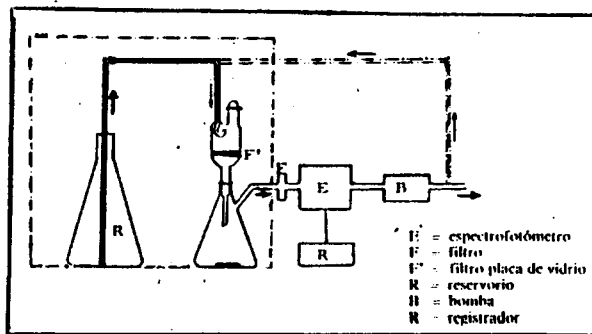 R
F'
F
E
B
R
E = espectrofotómetro
F = filtro
F' = filtro placa de vidrio
R = reservorio
B = bomba
R = registrador